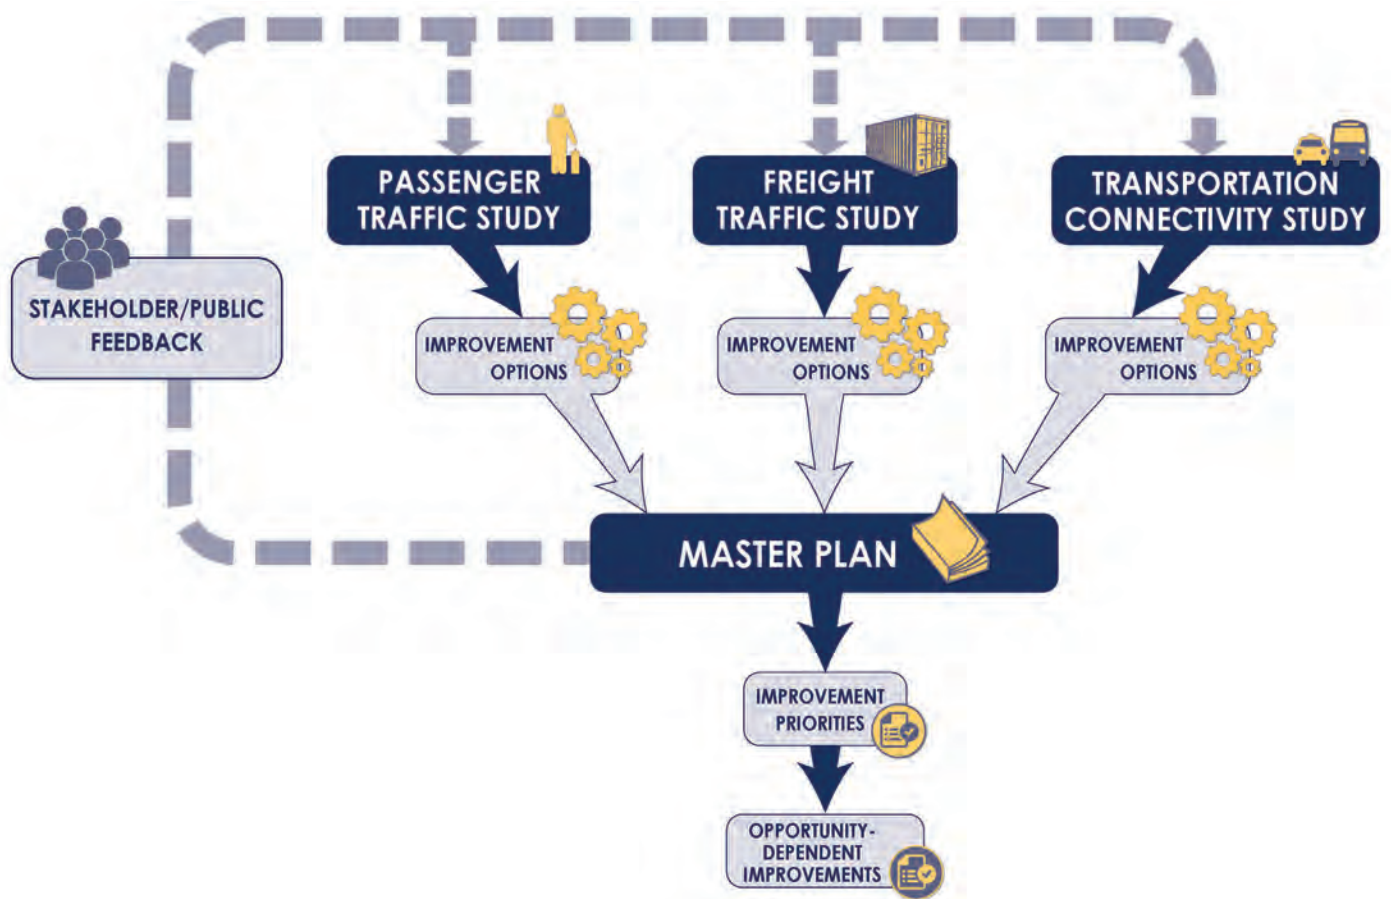 PASSENGER
TRAFFIC STUDY
FREIGHT
TRAFFIC STUDY
TRANSPORTATION
CONNECTIVITY STUDY
STAKEHOLDER/PUBLIC
FEEDBACK
IMPROVEMENT
OPTIONS
IMPROVEMENT
OPTIONS
IMPROVEMENT
OPTIONS
MASTER PLAN
IMPROVEMENT
PRIORITIES
OPPORTUNITY-
DEPENDENT
IMPROVEMENTS